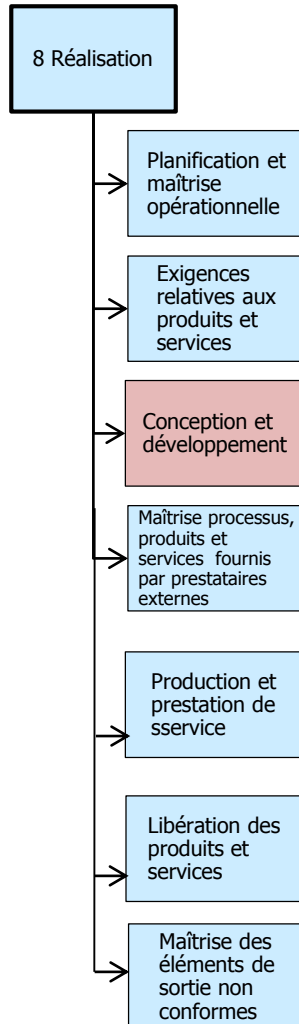 8 Réalisation
Planification et
maîtrise
opérationnelle
Exigences
relatives aux
produits et
services
Conception et
développement
Maîtrise processus,
produits et
services fournis
par prestataires
externes
Production et
prestation de
sservice
Libération des
produits et
services
Maîtrise des
éléments de
sortie non
conformes